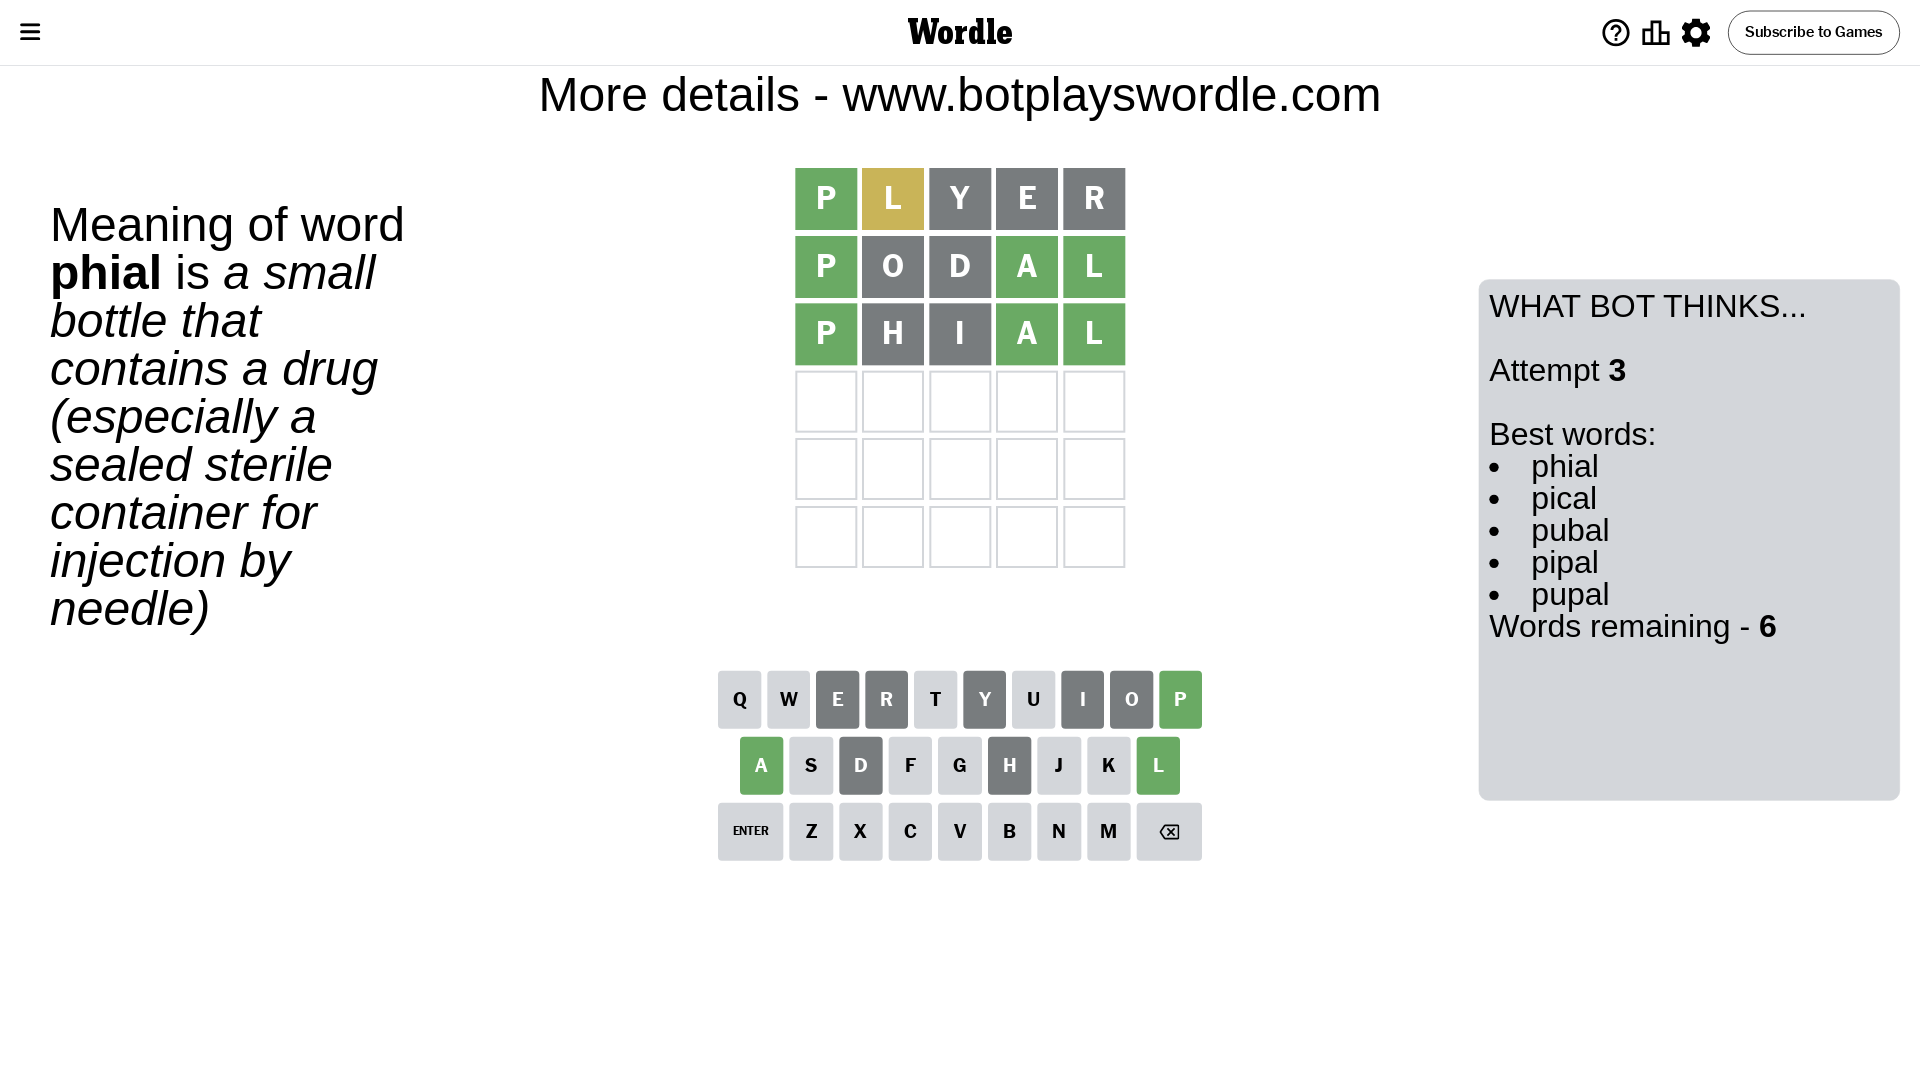 Wordle
Subscribe to Games
More details - www.botplayswordle.com
Meaning of word
phial is a small
bottle that
contains a drug
(especially a
sealed sterile
container for
injection by
needle)
P L Y E R
P O D A L
P H I A L
WHAT BOT THINKS...
Attempt 3
Best words:
• phial
• pical
• pubal
• pipal
• pupal
Words remaining - 6
Q W E R T Y U I O P
A S D F G H J K L
ENTER Z X C V B N M